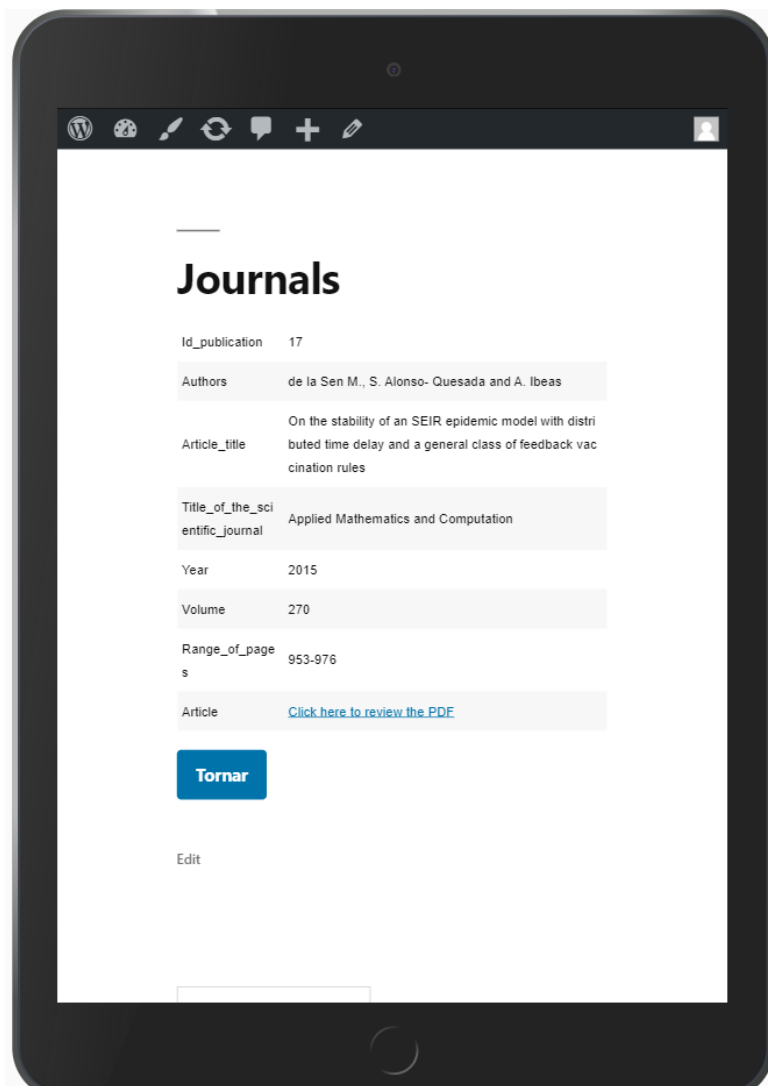 Journals
Id_publication 17
Authors de la Sen M., S. Alonso- Quesada and A. Ibeas
On the stability of an SEIR epidemic model with distri
Article_title buted time delay and a general class of feedback vac
cination rules
Title_of_the_sci
entific_journal
Applied Mathematics and Computation
Year 2015
Volume 270
Range_of_page
s
953-976
Article Click here to review the PDF
Tornar
Edit